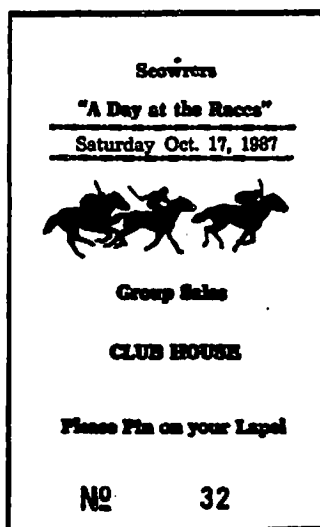 Scowrers
"A Day at the Races"
Saturday Oct. 17, 1987
Group Sales
CLUB HOUSE
Please Pin on your Lapel
Nº 32